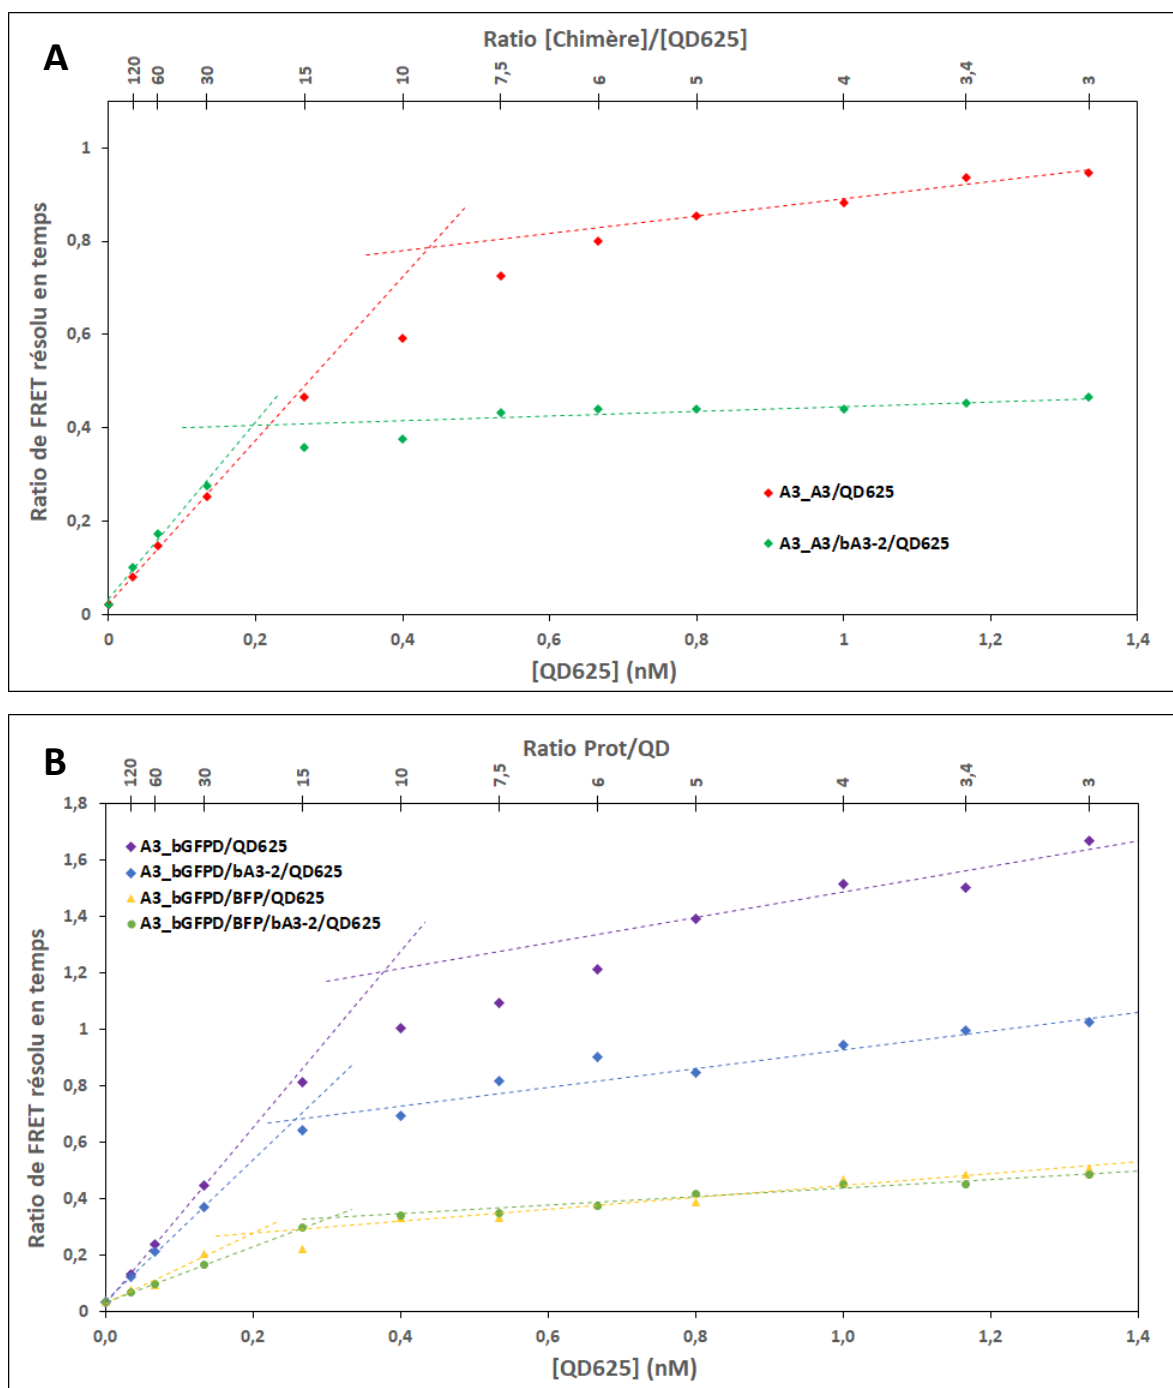 A
Ratio [Chimère]/[QD625]
120 60 30 15 10 7,5 6 5 4 3,4 3
Ratio de FRET résolu en temps
1
0,8
0,6
0,4
0,2
0
A3_A3/QD625
A3_A3/bA3-2/QD625
0 0,2 0,4 0,6 0,8 1 1,2 1,4
[QD625] (nM)
B
Ratio Prot/QD
120 60 30 15 10 7,5 6 5 4 3,4 3
Ratio de FRET résolu en temps
1,8
1,6
1,4
1,2
1
0,8
0,6
0,4
0,2
0
A3_bGFPD/QD625
A3_bGFPD/bA3-2/QD625
A3_bGFPD/BFP/QD625
A3_bGFPD/BFP/bA3-2/QD625
0,0 0,2 0,4 0,6 0,8 1,0 1,2 1,4
[QD625] (nM)